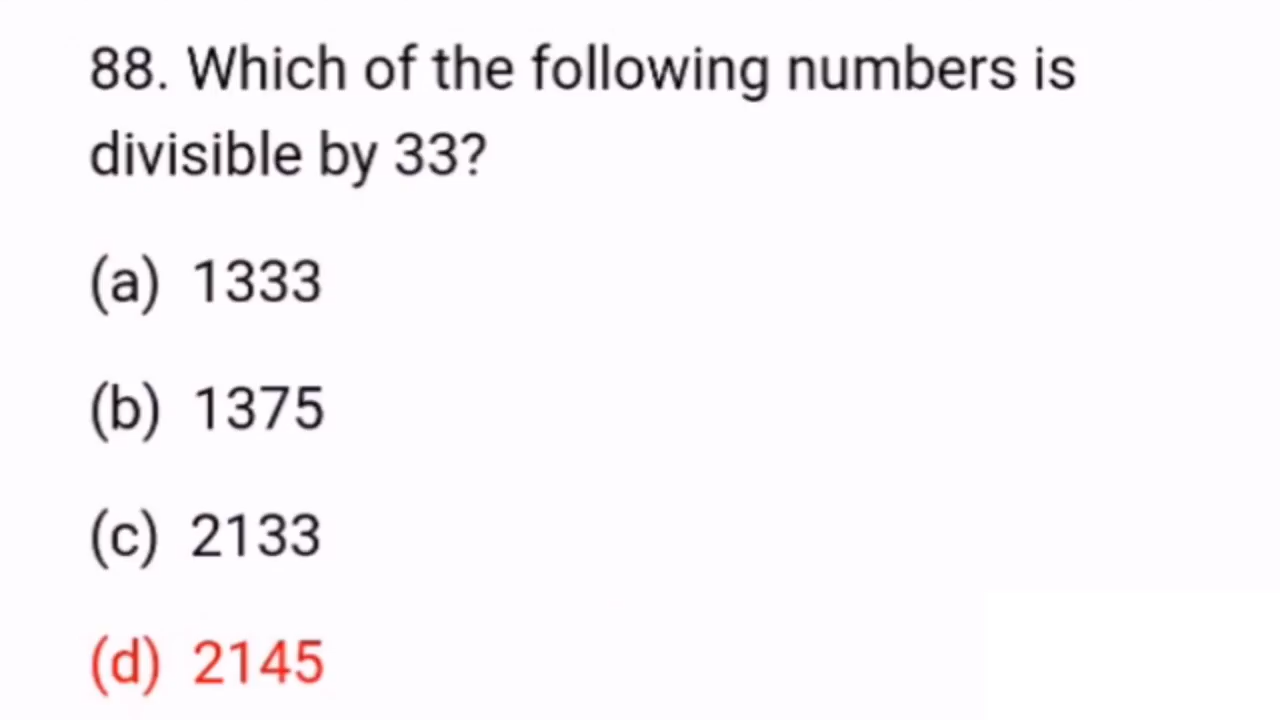 88. Which of the following numbers is
divisible by 33?
(a) 1333
(b) 1375
(c) 2133
(d) 2145